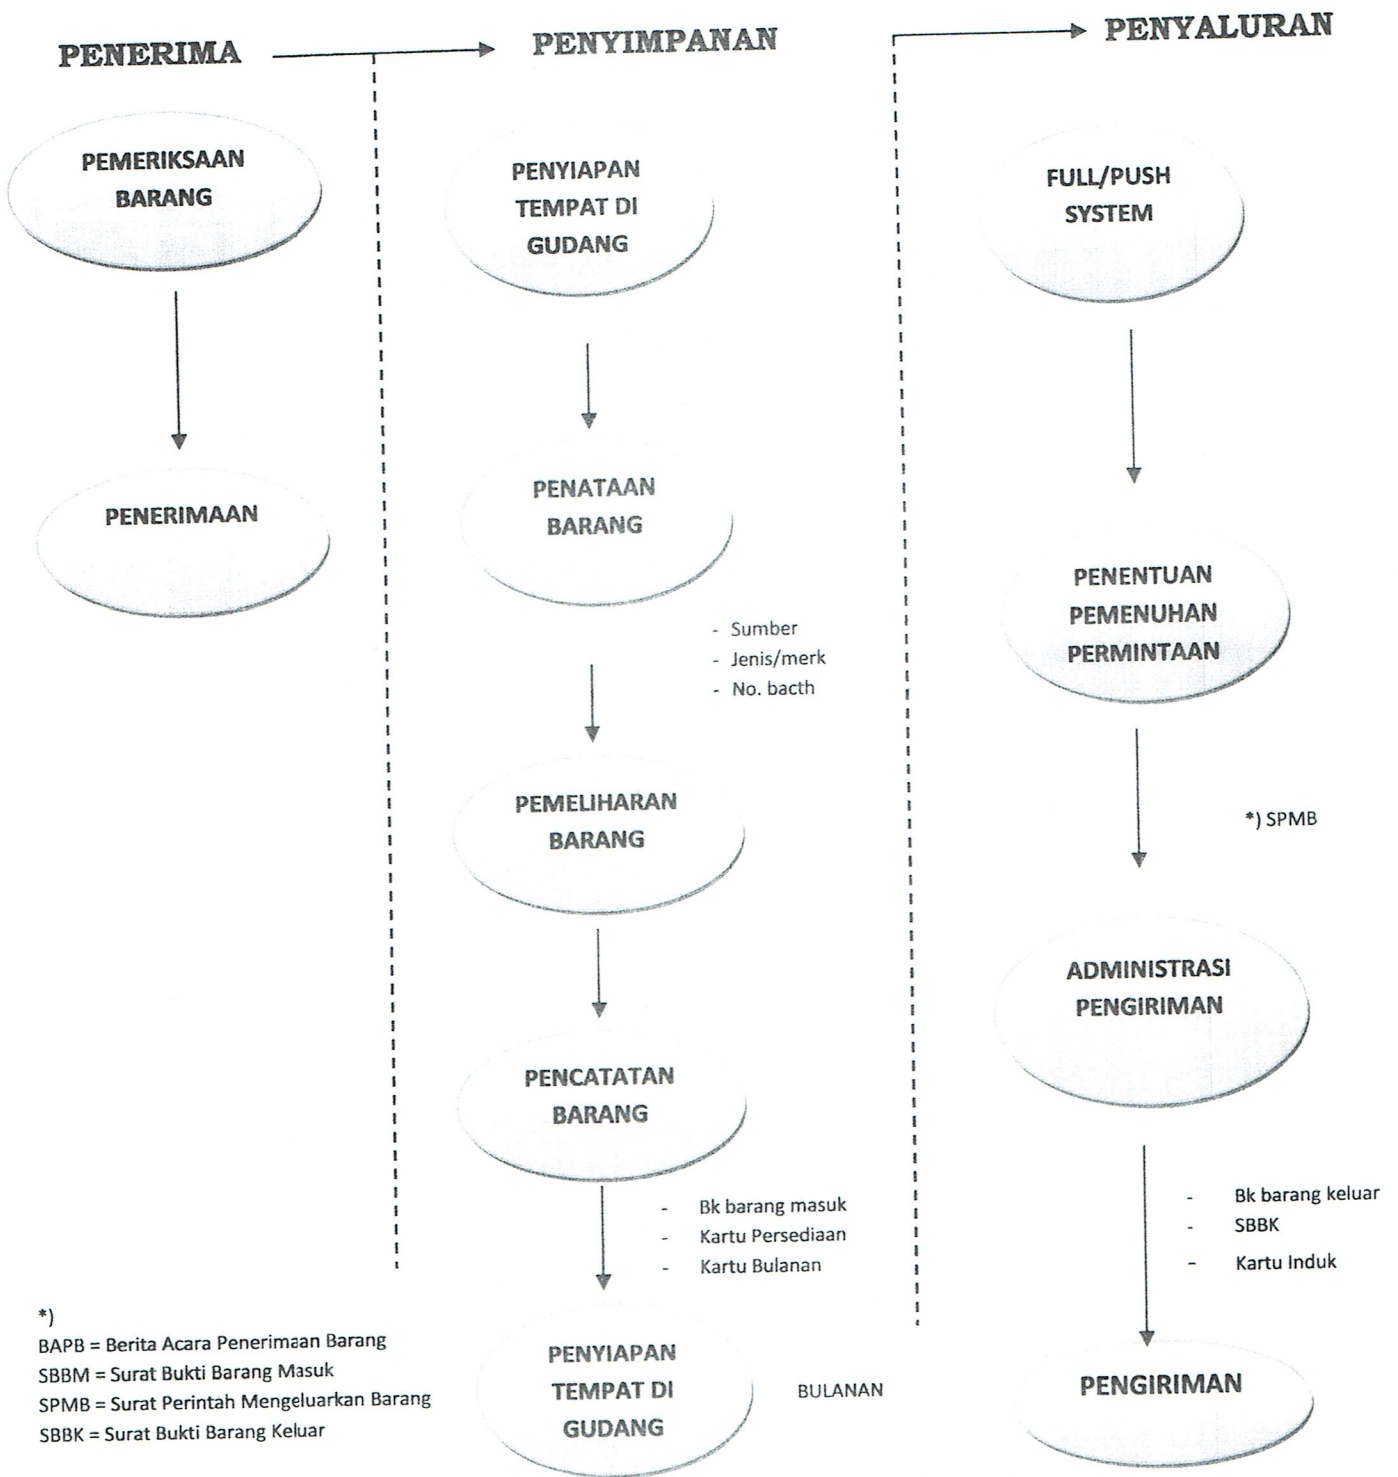 PENERIMA
PEMERIKSAAN
BARANG
PENERIMAAN
PENYIMPANAN
PENYIAPAN
TEMPAT DI
GUDANG
PENATAAN
BARANG
- Sumber
- Jenis/merk
- No. bacth
PEMELIHARAN
BARANG
PENCATATAN
BARANG
- Bk barang masuk
- Kartu Persediaan
- Kartu Bulanan
PENYIAPAN
TEMPAT DI
GUDANG
BULANAN
PENYALURAN
FULL/PUSH
SYSTEM
PENENTUAN
PEMENUHAN
PERMINTAAN
*) SPMB
ADMINISTRASI
PENGIRIMAN
- Bk barang keluar
- SBBK
- Kartu Induk
PENGIRIMAN
*)
BAPB = Berita Acara Penerimaan Barang
SBBM = Surat Bukti Barang Masuk
SPMB = Surat Perintah Mengeluarkan Barang
SBBK = Surat Bukti Barang Keluar